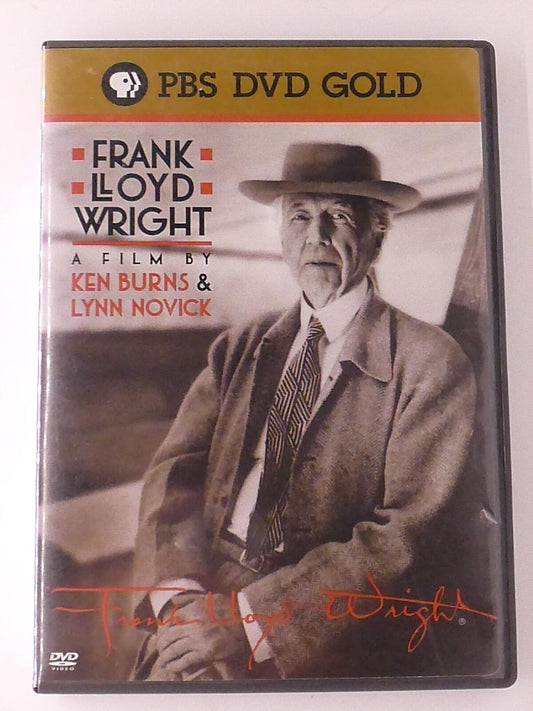 PBS DVD GOLD
FRANK
LLOYD
WRIGHT
A FILM BY
KEN BURNS &
LYNN NOVICK
Frank Lloyd Wright ®
DVD
VIDEO